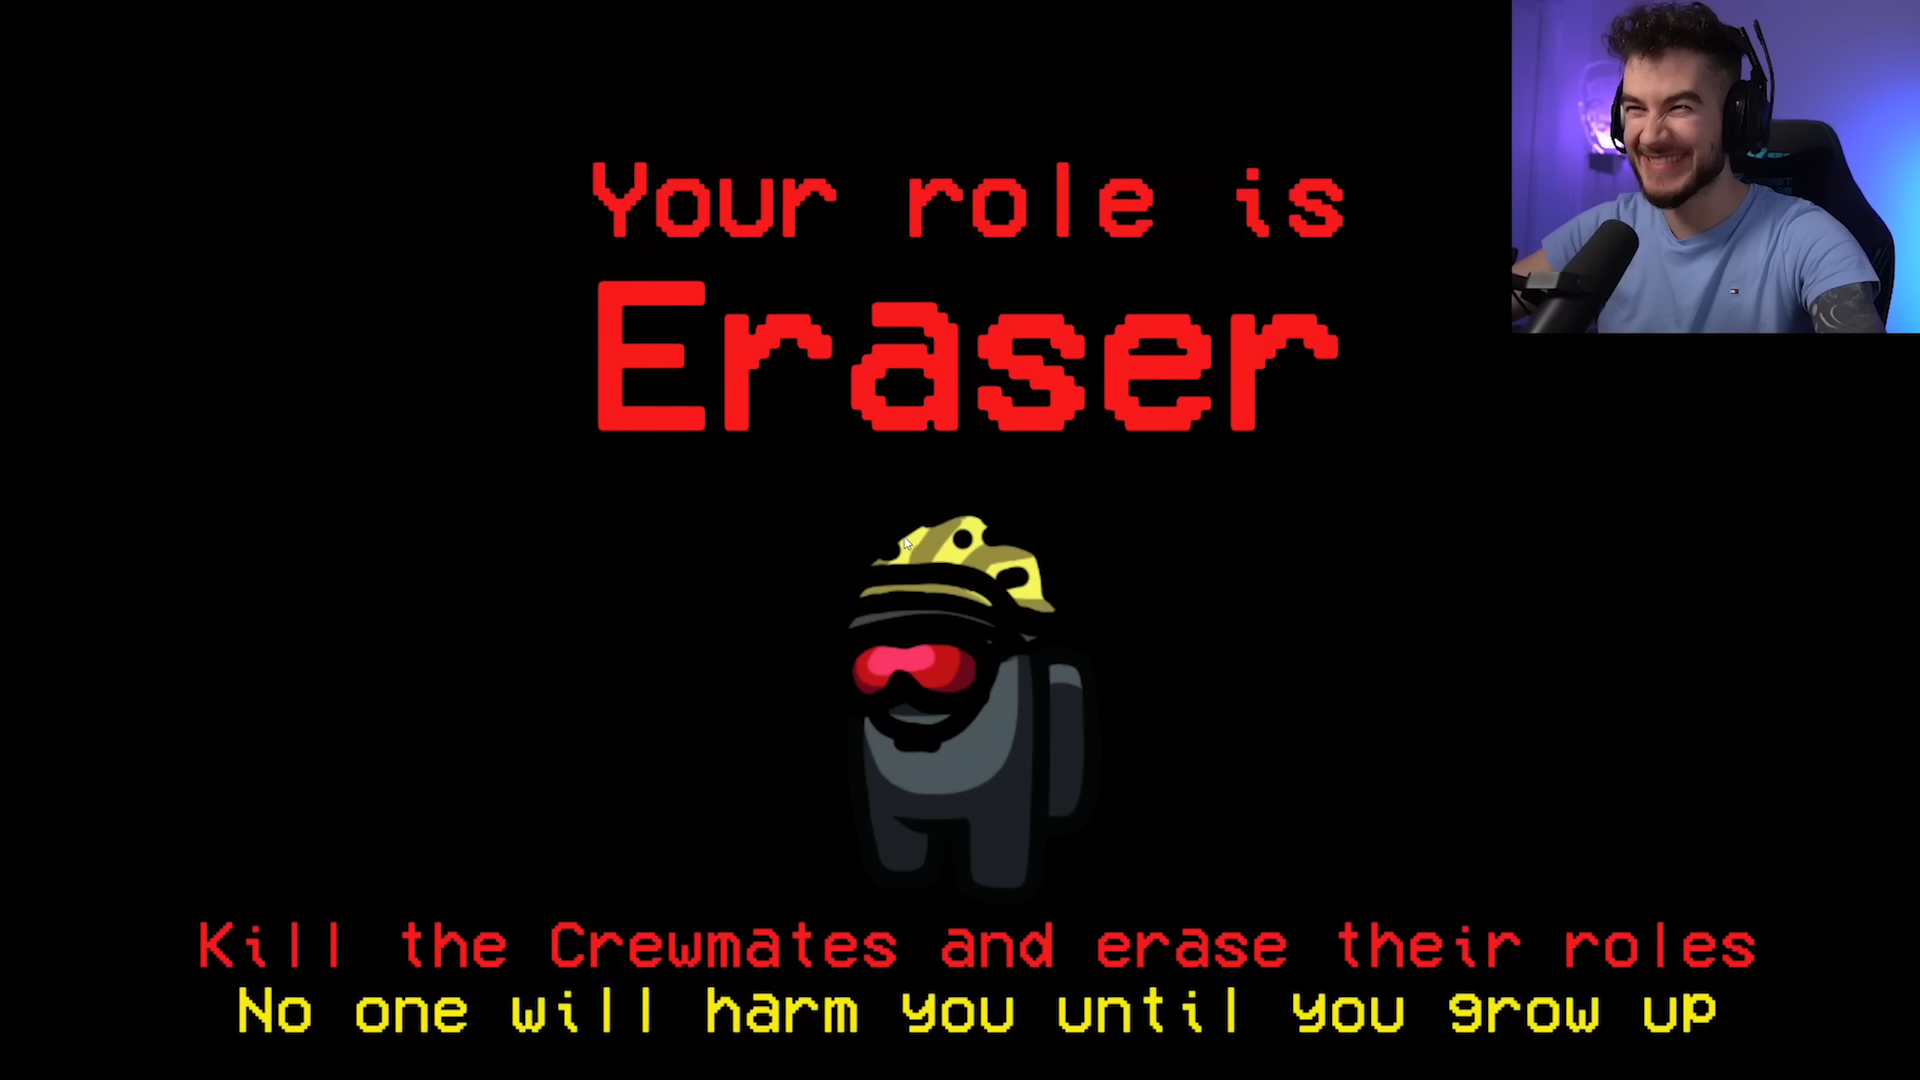 Your role is
Eraser
Kill the Crewmates and erase their roles
No one will harm you until you grow up